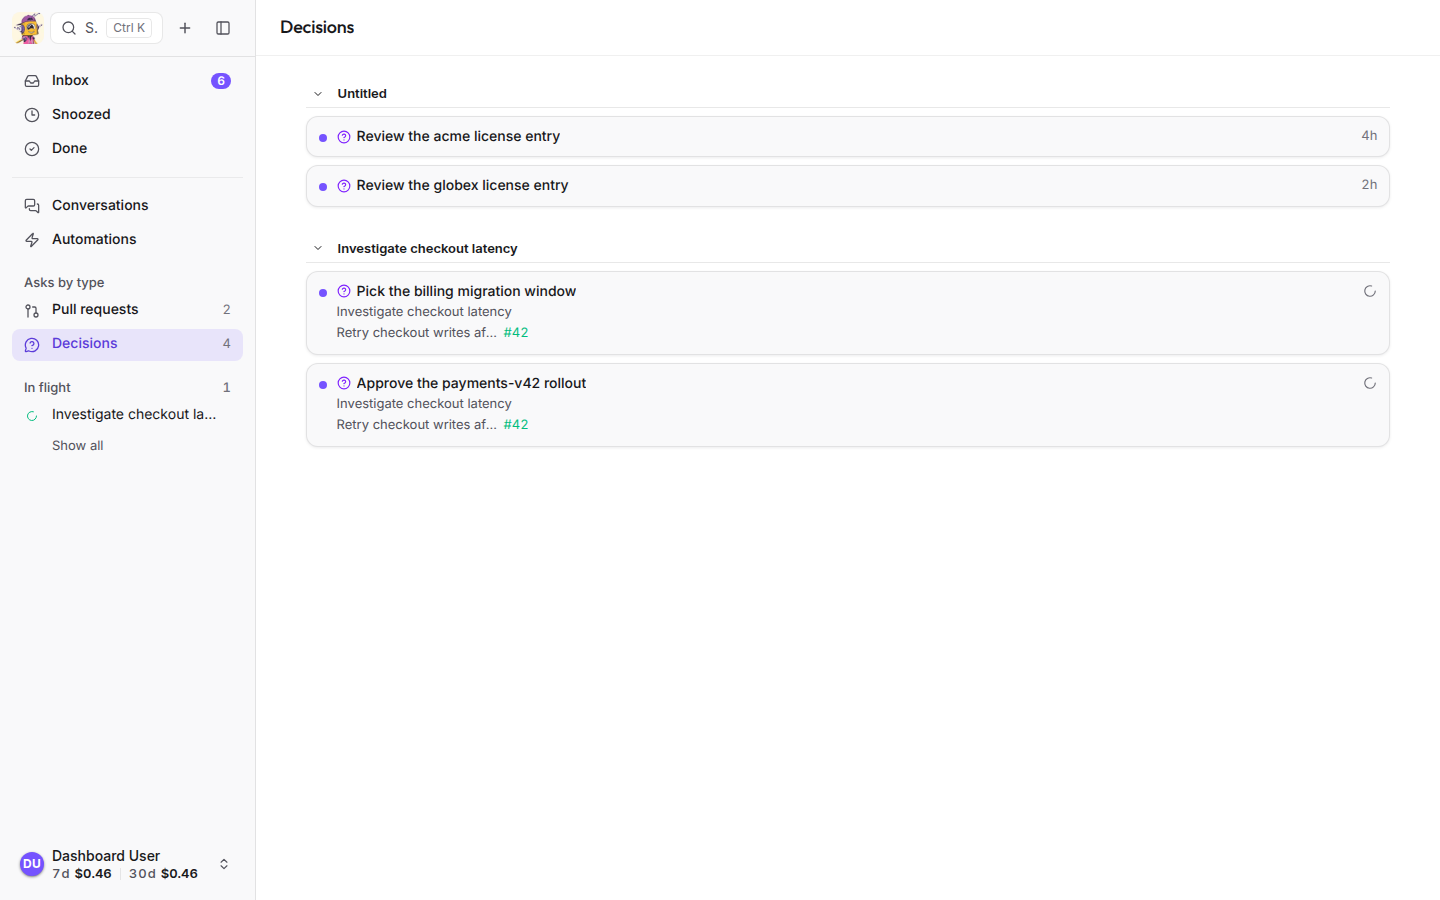 S. Ctrl K
Decisions
Inbox 6
Snoozed
Done
Conversations
Automations
Asks by type
Pull requests 2
Decisions 4
In flight 1
Investigate checkout la...
Show all
Untitled
Review the acme license entry 4h
Review the globex license entry 2h
Investigate checkout latency
Pick the billing migration window
Investigate checkout latency
Retry checkout writes af... #42
Approve the payments-v42 rollout
Investigate checkout latency
Retry checkout writes af... #42
DU Dashboard User
7d $0.46 30d $0.46